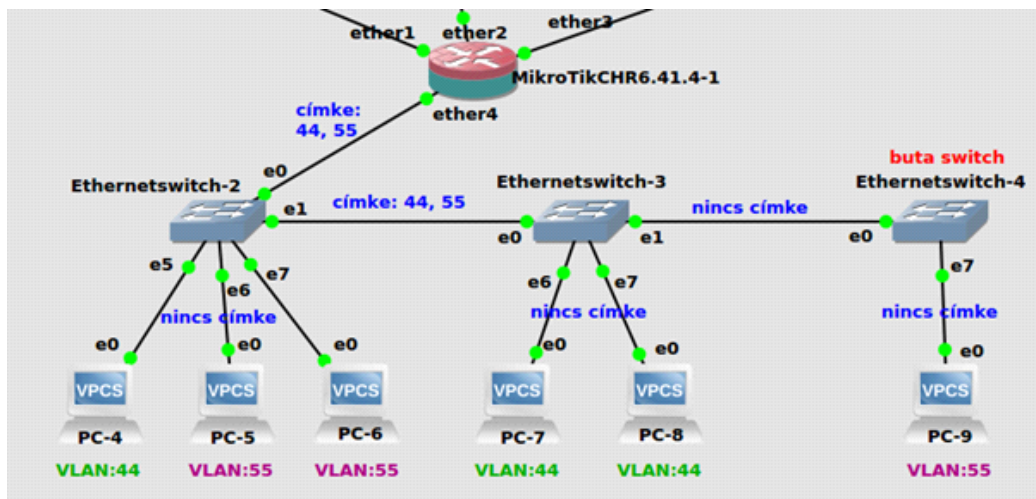 ether1
ether2
ether3
MikroTikCHR6.41.4-1
ether4
címke:
44, 55
e0
Ethernetswitch-2
e1
címke: 44, 55
Ethernetswitch-3
e0
e1
nincs címke
buta switch
Ethernetswitch-4
e0
e5
e6
e7
nincs címke
e6
e7
nincs címke
e7
nincs címke
e0
e0
e0
e0
e0
e0
VPCS
VPCS
VPCS
VPCS
VPCS
VPCS
PC-4
PC-5
PC-6
PC-7
PC-8
PC-9
VLAN:44
VLAN:55
VLAN:55
VLAN:44
VLAN:44
VLAN:55